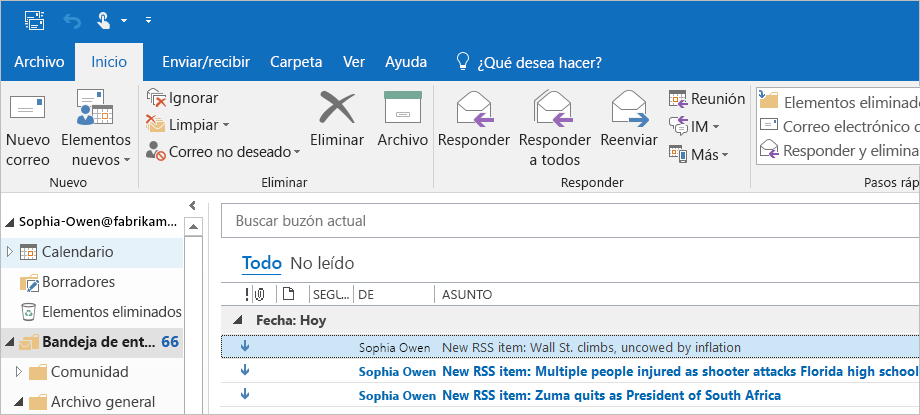 Archivo Inicio Enviar/recibir Carpeta Ver Ayuda ¿Qué desea hacer?
Nuevo correo
Elementos nuevos
Nuevo
Ignorar
Limpiar
Correo no deseado
Eliminar
Archivo
Eliminar
Responder
Responder a todos
Reenviar
Reunión
IM
Más
Responder
Elementos eliminado
Correo electrónico
Responder y elimina
Pasos ráp
Sophia-Owen@fabrikam...
Calendario
Borradores
Elementos eliminados
Bandeja de ent... 66
Comunidad
Archivo general
Buscar buzón actual
Todo No leído
! SEGU... DE ASUNTO
Fecha: Hoy
Sophia Owen New RSS item: Wall St. climbs, uncowed by inflation
Sophia Owen New RSS item: Multiple people injured as shooter attacks Florida high school
Sophia Owen New RSS item: Zuma quits as President of South Africa